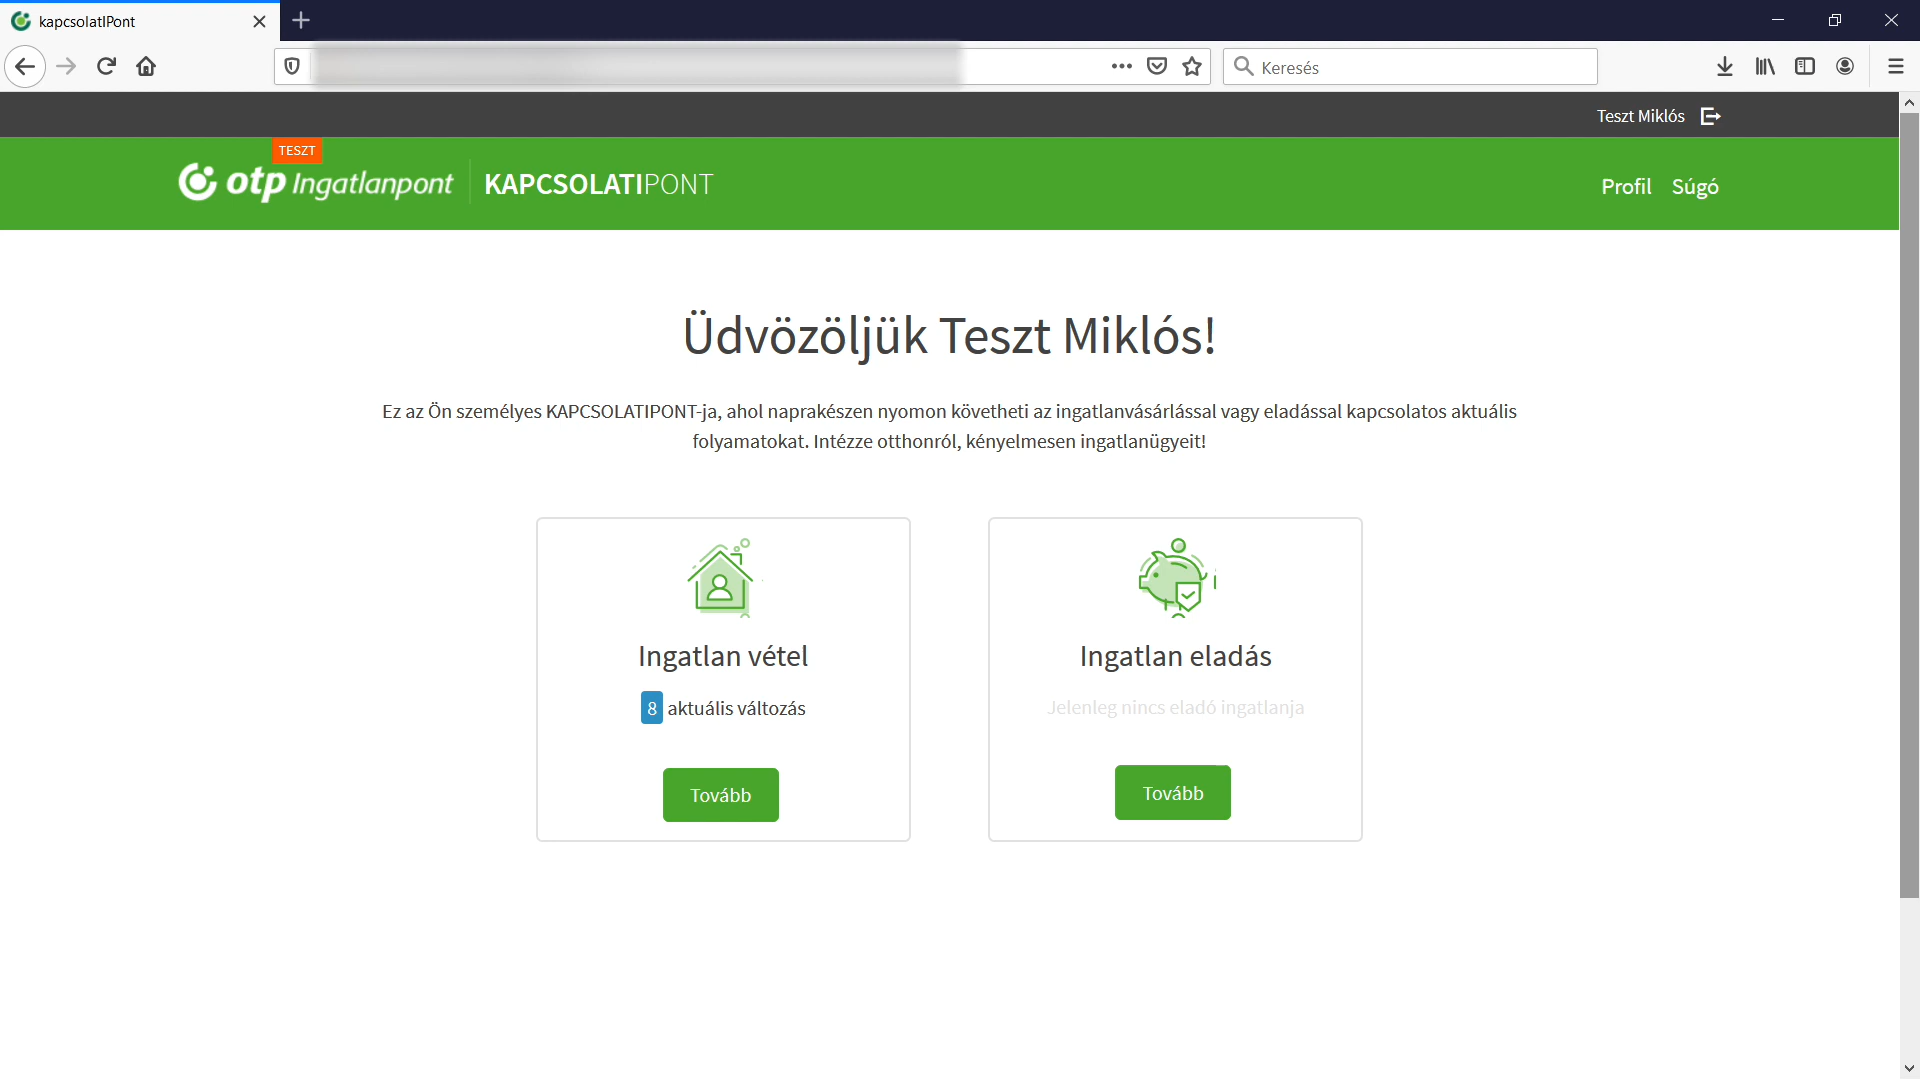 kapcsolatIPont
Keresés
Teszt Miklós
TESZT
otp Ingatlanpont
KAPCSOLATIPONT
Profil
Súgó
Üdvözöljük Teszt Miklós!
Ez az Ön személyes KAPCSOLATIPONT-ja, ahol naprakészen nyomon követheti az ingatlanvásárlással vagy eladással kapcsolatos aktuális
folyamatokat. Intézze otthonról, kényelmesen ingatlanügyeit!
Ingatlan vétel
8 aktuális változás
Tovább
Ingatlan eladás
Jelenleg nincs eladó ingatlanja
Tovább